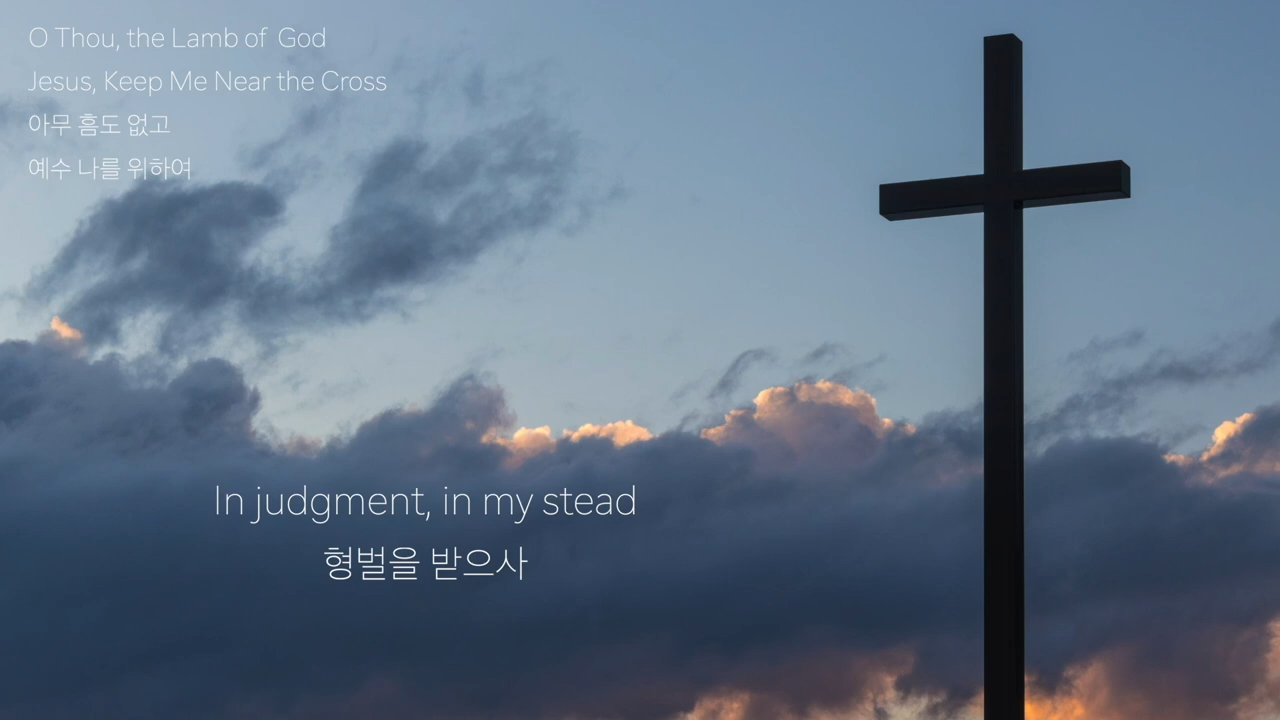 O Thou, the Lamb of God
Jesus, Keep Me Near the Cross
아무 흠도 없고
예수 나를 위하여
In judgment, in my stead
형벌을 받으사